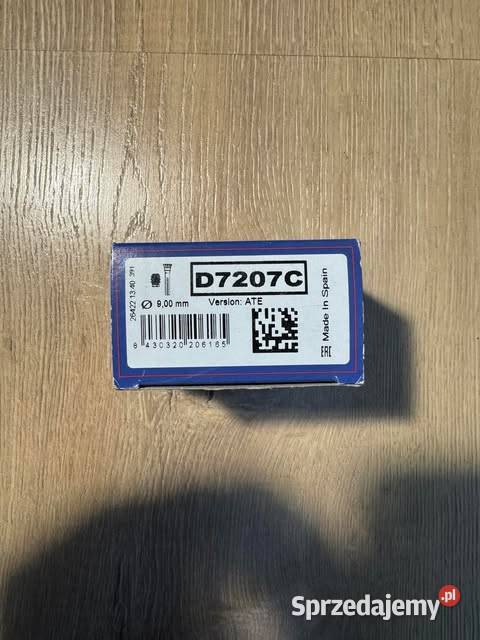 26422 13:40 391
D7207C
Ø 9,00 mm
Version: ATE
8 430320 206165
Made In Spain
EAC
Sprzedajemy.pl